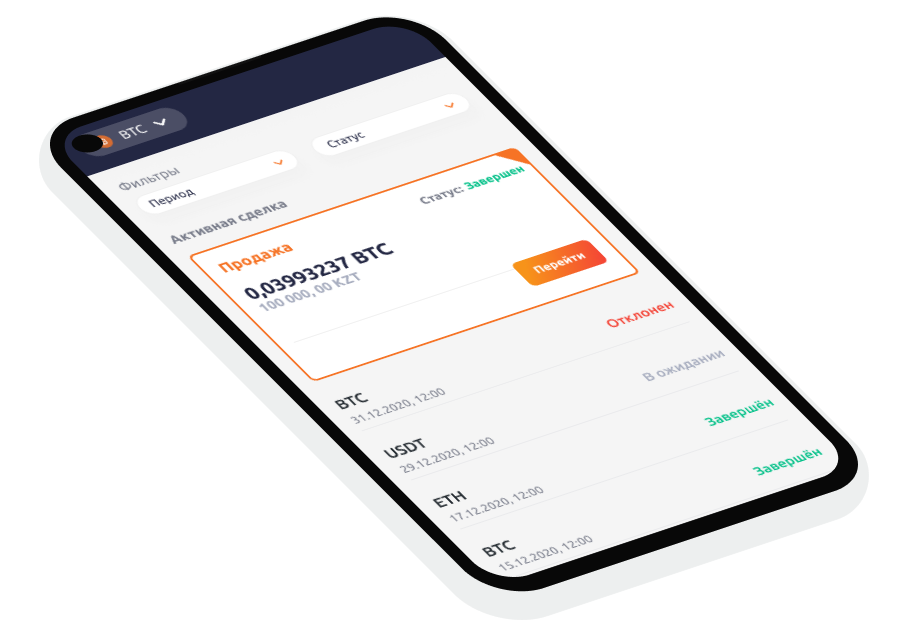 BTC
Фильтры
Период
Статус
Активная сделка
Продажа
Статус: Завершен
0,03993237 BTC
100 000, 00 KZT
Перейти
BTC
Отклонен
31.12.2020, 12:00
USDT
В ожидании
29.12.2020, 12:00
ETH
Завершён
17.12.2020, 12:00
BTC
Завершён
15.12.2020, 12:00